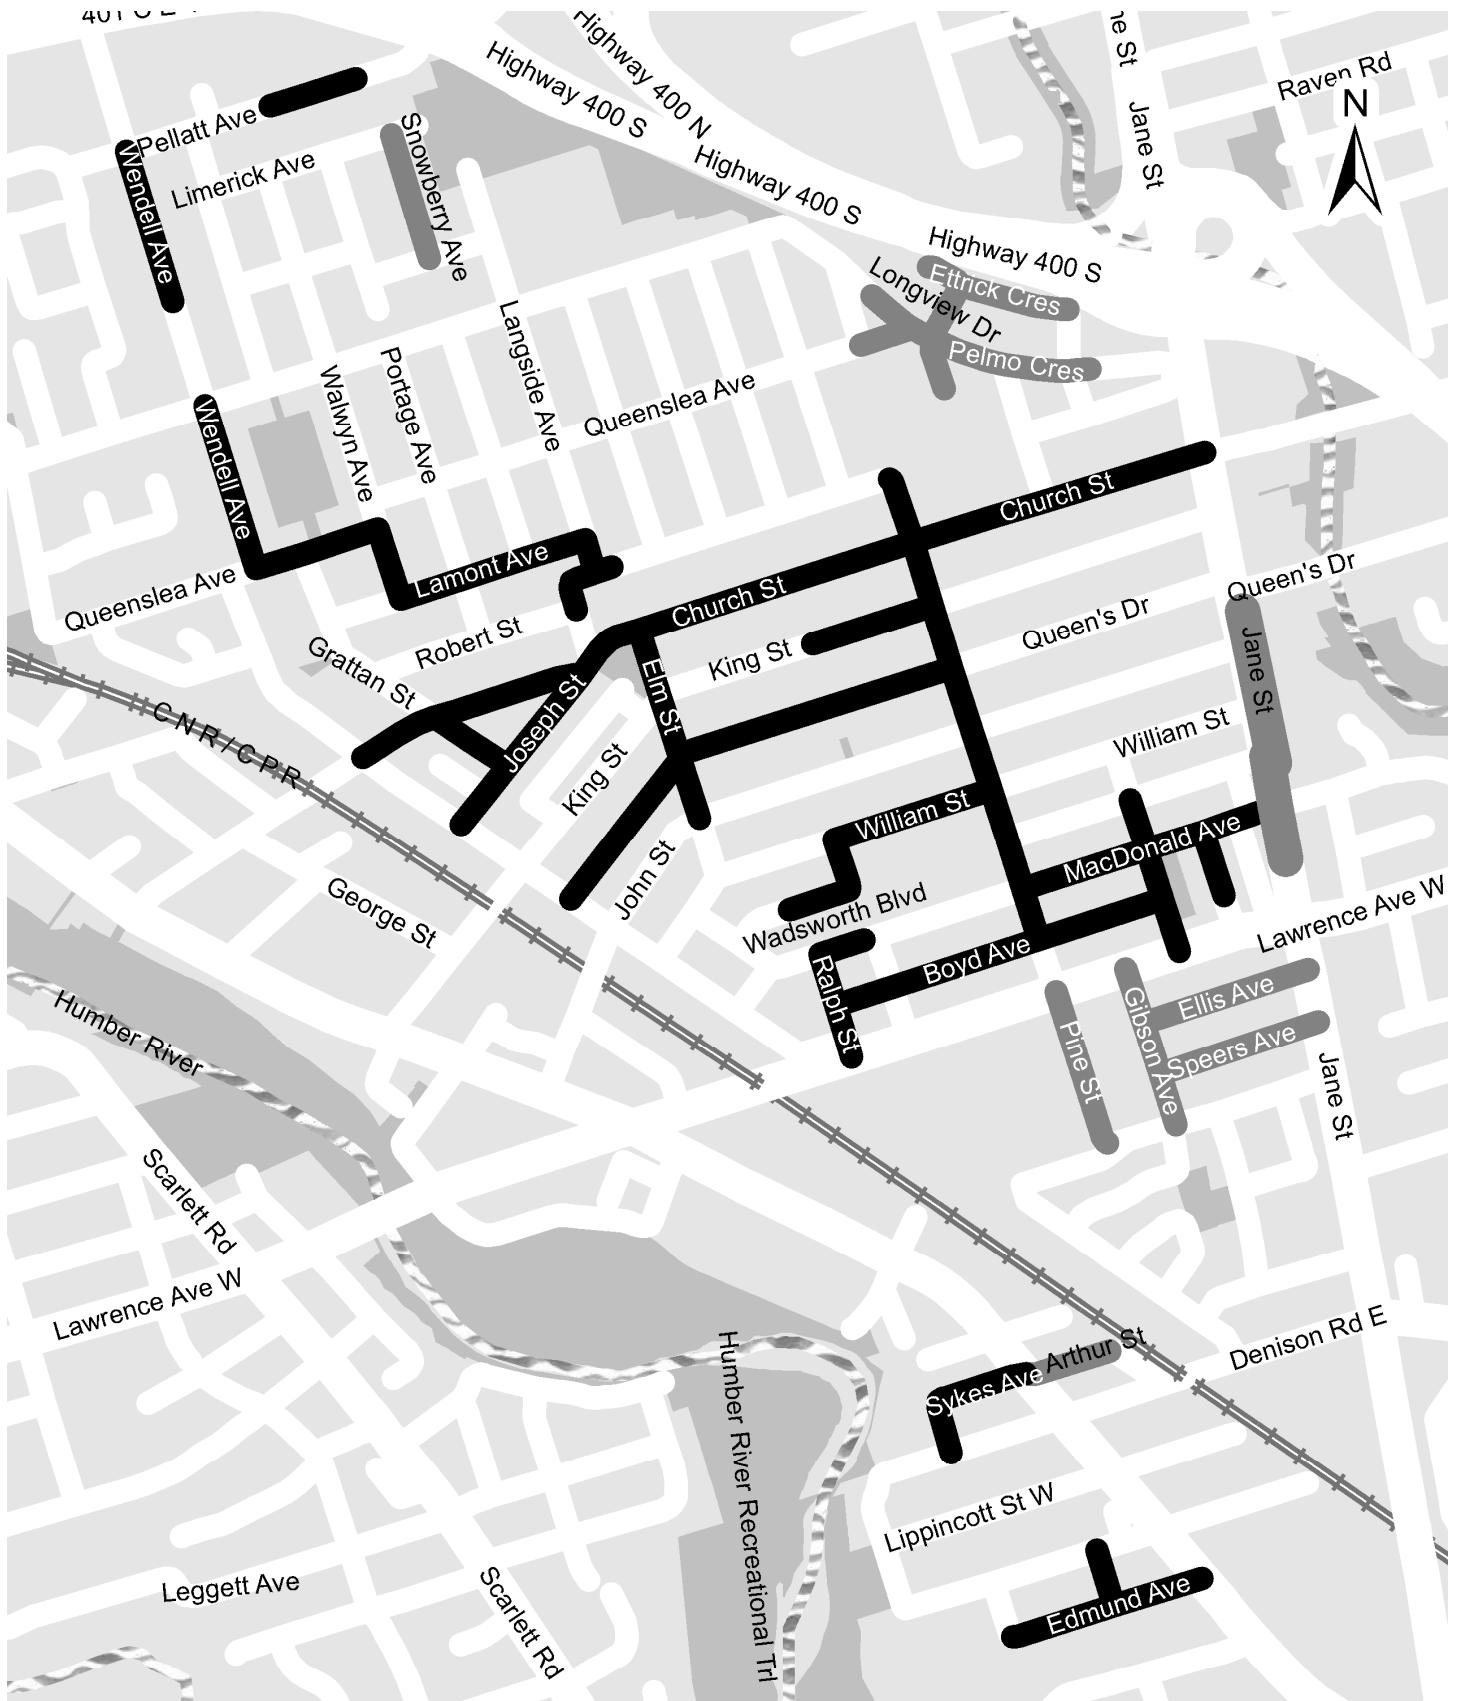 Highway 400 N
Highway 400 S
Jane St
Raven Rd
N
Pellatt Ave
Snowberry Ave
Limerick Ave
Wendell Ave
Highway 400 S
Highway 400 S
Ettrick Cres
Longview Dr
Pelmo Cres
Langside Ave
Portage Ave
Walwyn Ave
Queenslea Ave
Wendell Ave
Church St
Lamont Ave
Queenslea Ave
Queen's Dr
Church St
Queen's Dr
Robert St
Grattan St
King St
Elm St
Jane St
Joseph St
William St
C N R / C P R
King St
William St
MacDonald Ave
John St
George St
Wadsworth Blvd
Lawrence Ave W
Boyd Ave
Ralph St
Ellis Ave
Gibson Ave
Pine St
Speers Ave
Humber River
Jane St
Scarlett Rd
Lawrence Ave W
Denison Rd E
Arthur St
Sykes Ave
Humber River Recreational Trl
Lippincott St W
Leggett Ave
Scarlett Rd
Edmund Ave